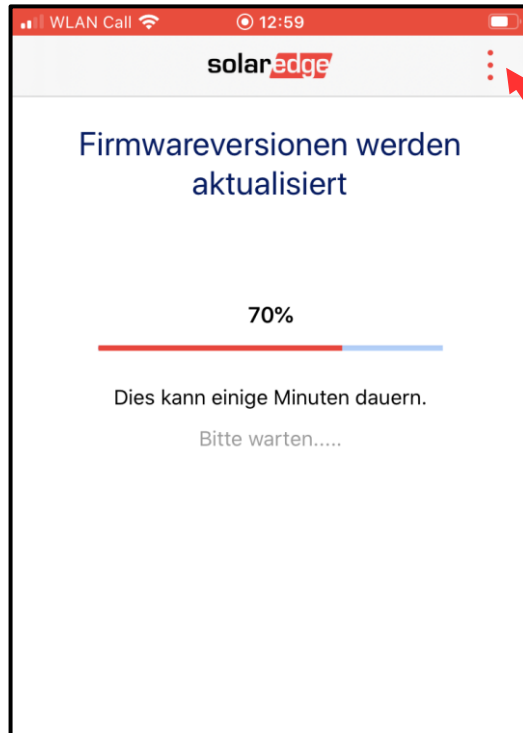 WLAN Call 12:59
solaredge
Firmwareversionen werden
aktualisiert
70%
Dies kann einige Minuten dauern.
Bitte warten.....